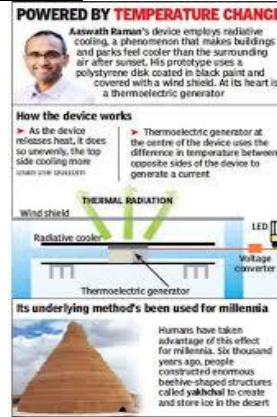 POWERED BY TEMPERATURE CHANGE
Aaswath Raman's device employs radiative
cooling, a phenomenon that makes buildings
and parks feel cooler than the surrounding
air after sunset. His prototype uses a
polystyrene disk coated in black paint and
covered with a wind shield. At its heart is
a thermoelectric generator
How the device works
➤ As the device
releases heat, it does
so unevenly, the top
side cooling more
than the bottom
➤ Thermoelectric generator at
the centre of the device uses the
difference in temperature between
opposite sides of the device to
generate a current
THERMAL RADIATION
Wind shield
LED
Radiative cooler
Voltage
converter
Thermoelectric generator
Its underlying method's been used for millennia
Humans have taken
advantage of this effect
for millennia. Six thousand
years ago, people
constructed enormous
beehive-shaped structures
called yakhchal to
create and store ice in the desert